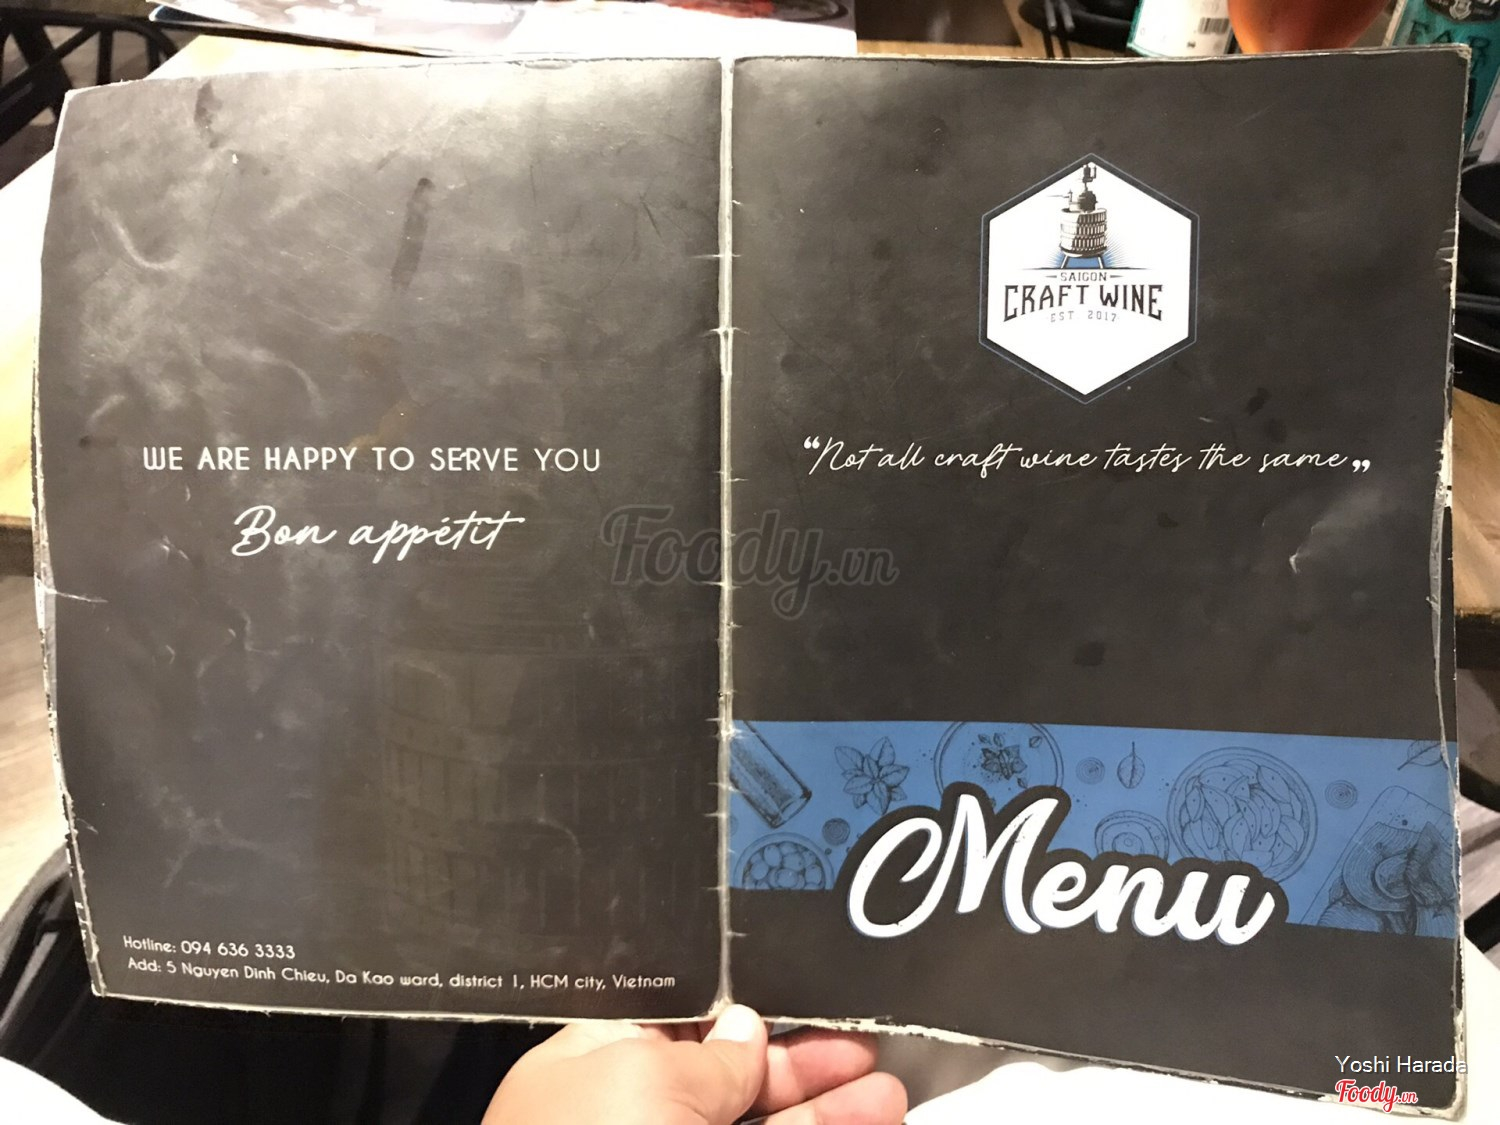 WE ARE HAPPY TO SERVE YOU
Bon appétit
Hotline: 094 636 3333
Add: 5 Nguyen Dinh Chieu, Da Kao ward, district 1, HCM city, Vietnam
SAIGON
CRAFT WINE
EST. 2017
“Not all craft wine tastes the same”
Menu
Foody.vn
Yoshi Harada
Foody.vn